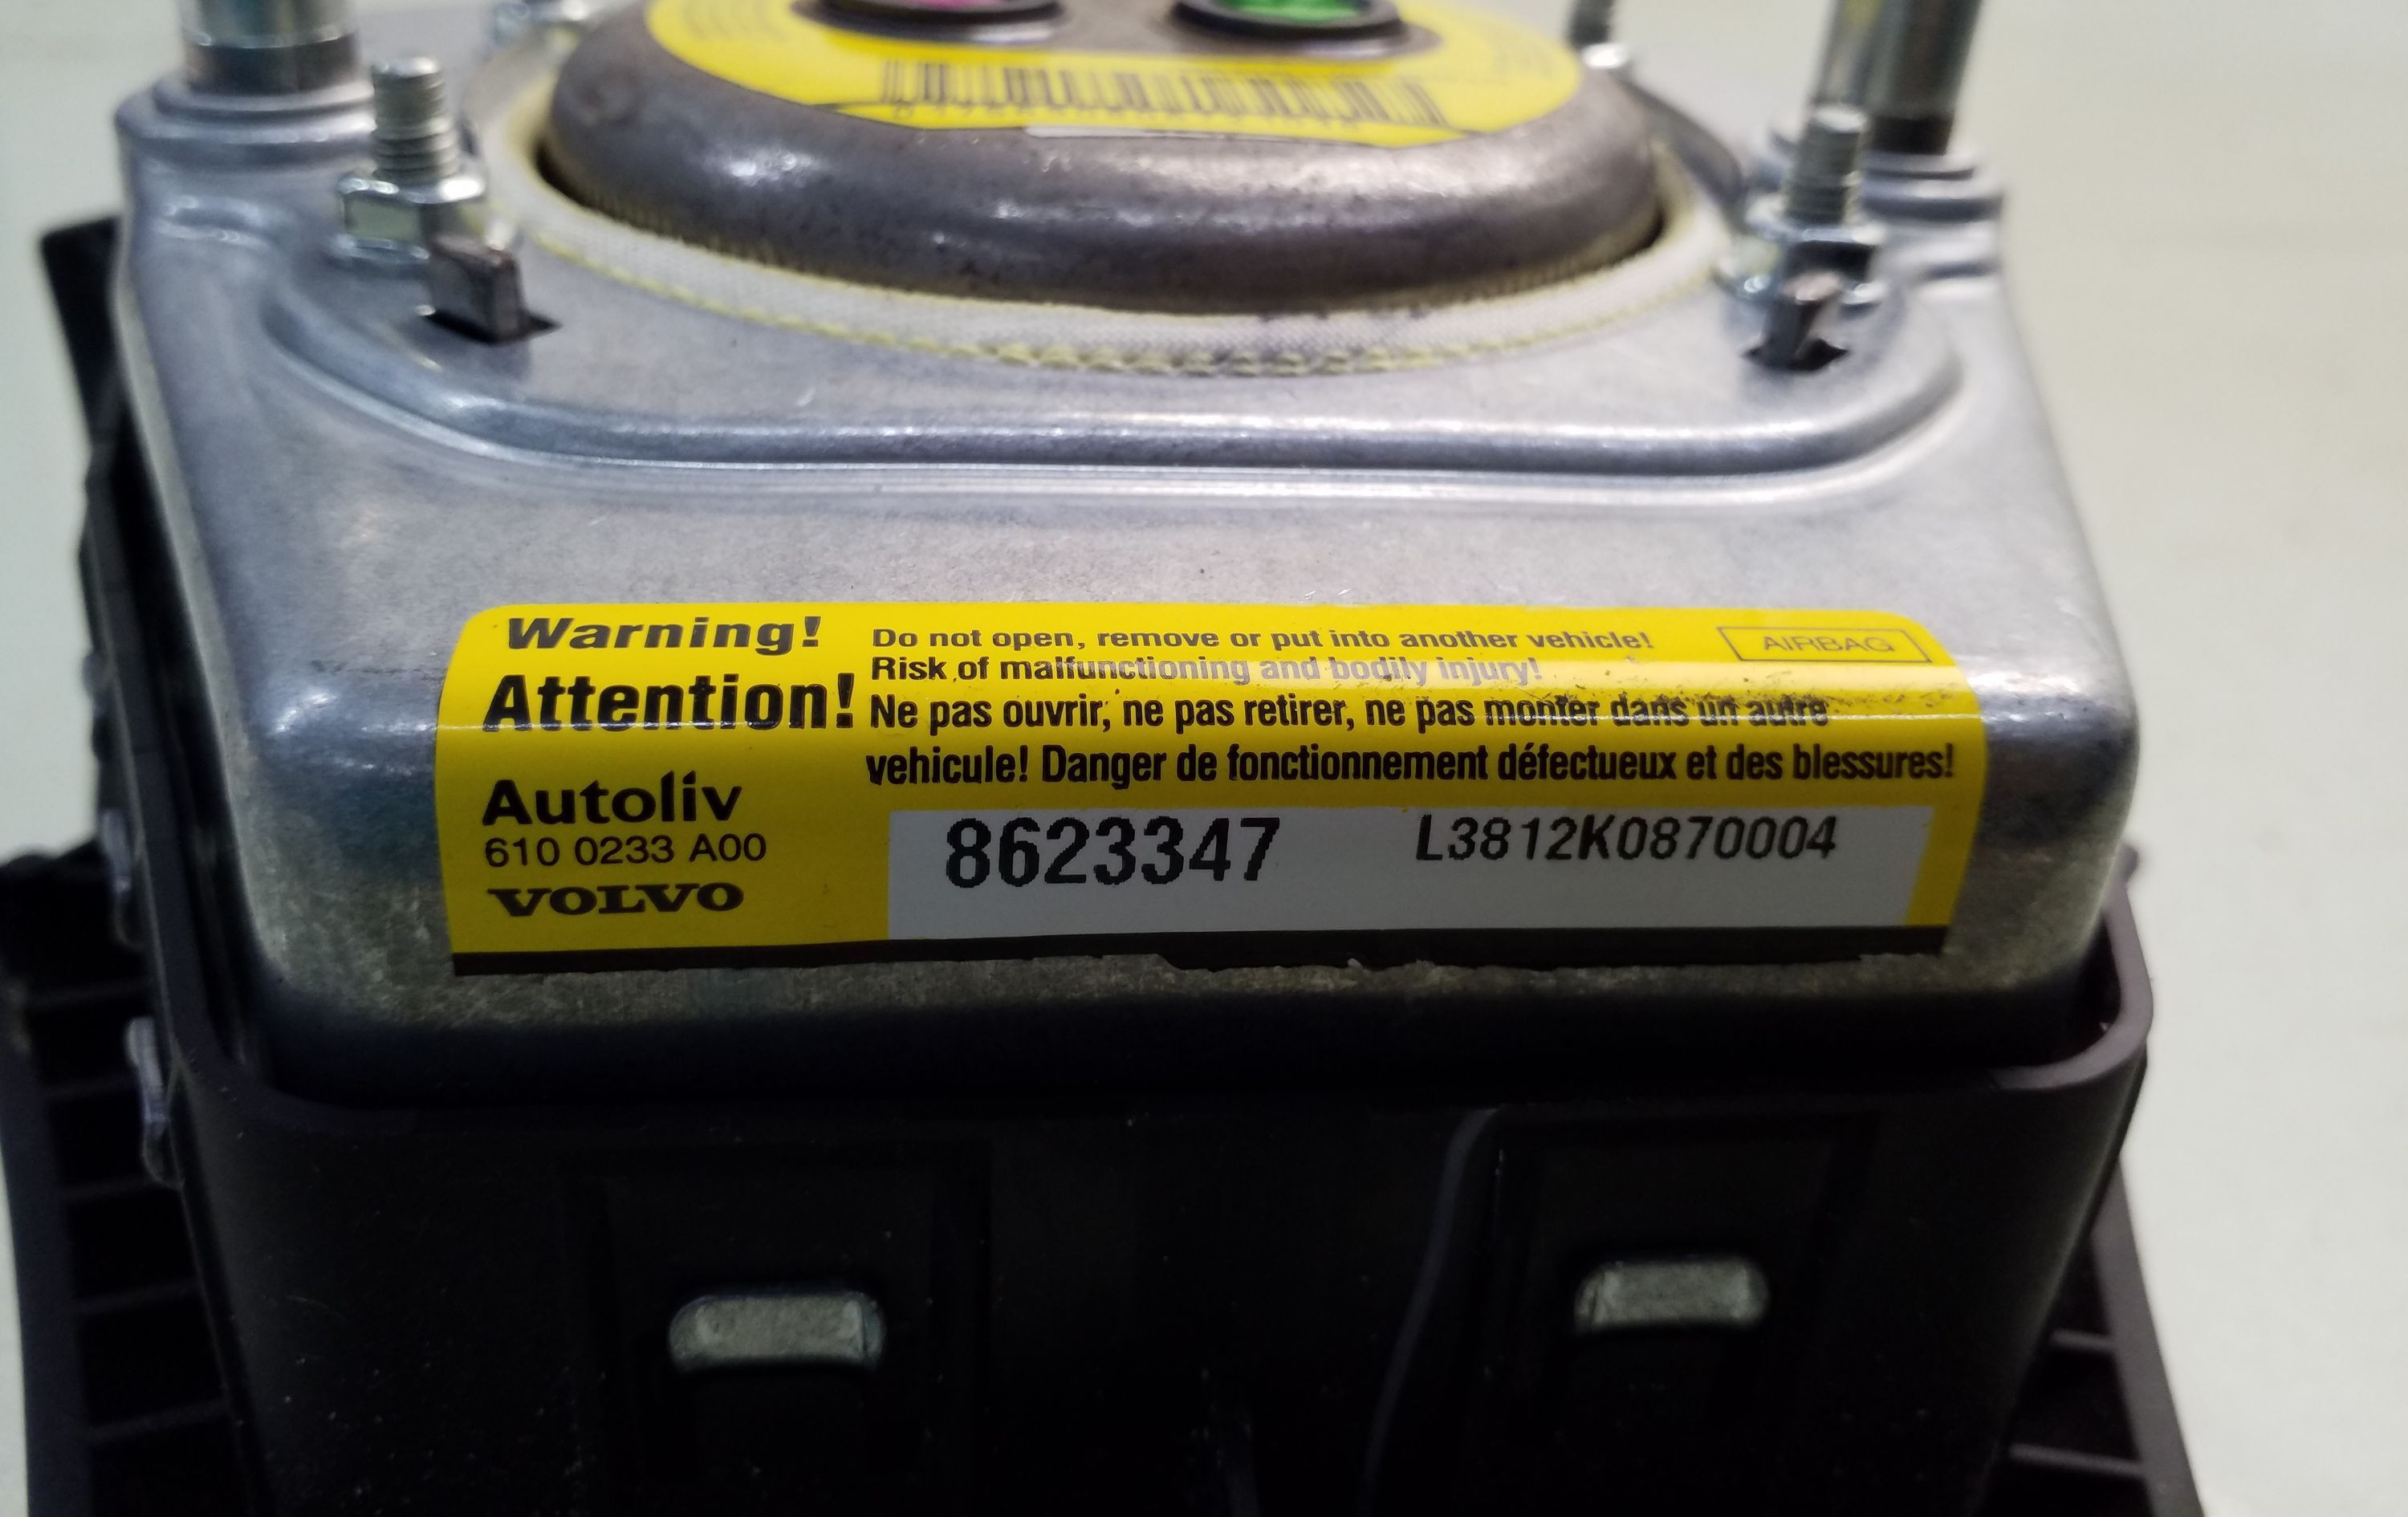 Warning!
Do not open, remove or put into another vehicle!
AIRBAG
Risk of malfunctioning and bodily injury!
Attention!
Ne pas ouvrir, ne pas retirer, ne pas monter dans un autre
vehicule! Danger de fonctionnement défectueux et des blessures!
Autoliv
610 0233 A00
VOLVO
8623347
L3812K0870004